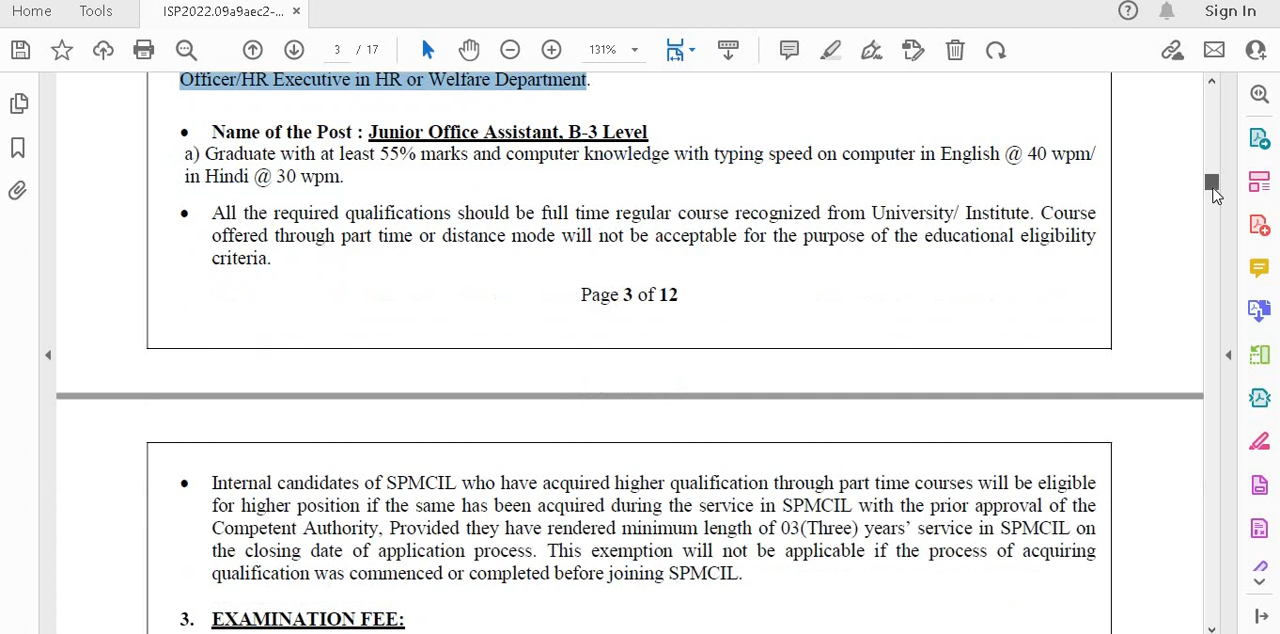 Home Tools ISP2022.09a9aec2-... × Sign In
3 / 17 131%
Officer/HR Executive in HR or Welfare Department.
• Name of the Post : Junior Office Assistant, B-3 Level
a) Graduate with at least 55% marks and computer knowledge with typing speed on computer in English @ 40 wpm/
in Hindi @ 30 wpm.
• All the required qualifications should be full time regular course recognized from University/ Institute. Course
offered through part time or distance mode will not be acceptable for the purpose of the educational eligibility
criteria.
Page 3 of 12
• Internal candidates of SPMCIL who have acquired higher qualification through part time courses will be eligible
for higher position if the same has been acquired during the service in SPMCIL with the prior approval of the
Competent Authority, Provided they have rendered minimum length of 03(Three) years’ service in SPMCIL on
the closing date of application process. This exemption will not be applicable if the process of acquiring
qualification was commenced or completed before joining SPMCIL.
3. EXAMINATION FEE: